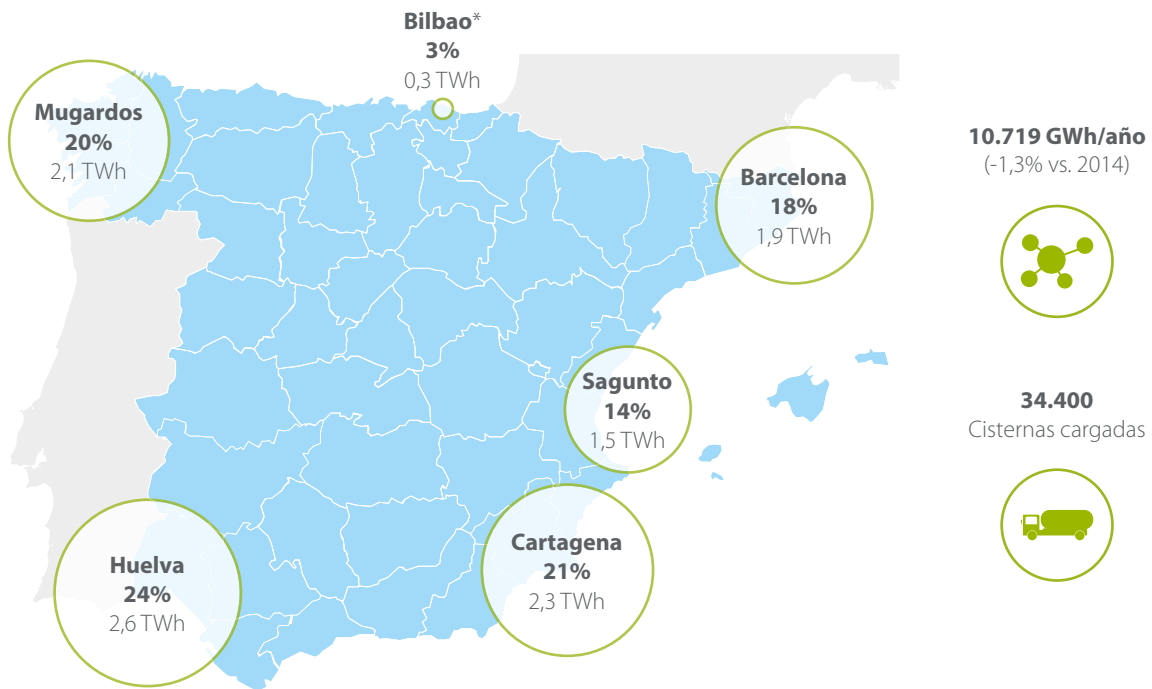 Bilbao*
3%
0,3 TWh
Mugardos
20%
2,1 TWh
Barcelona
18%
1,9 TWh
Sagunto
14%
1,5 TWh
Cartagena
21%
2,3 TWh
Huelva
24%
2,6 TWh
10.719 GWh/año
(-1,3% vs. 2014)
34.400
Cisternas cargadas